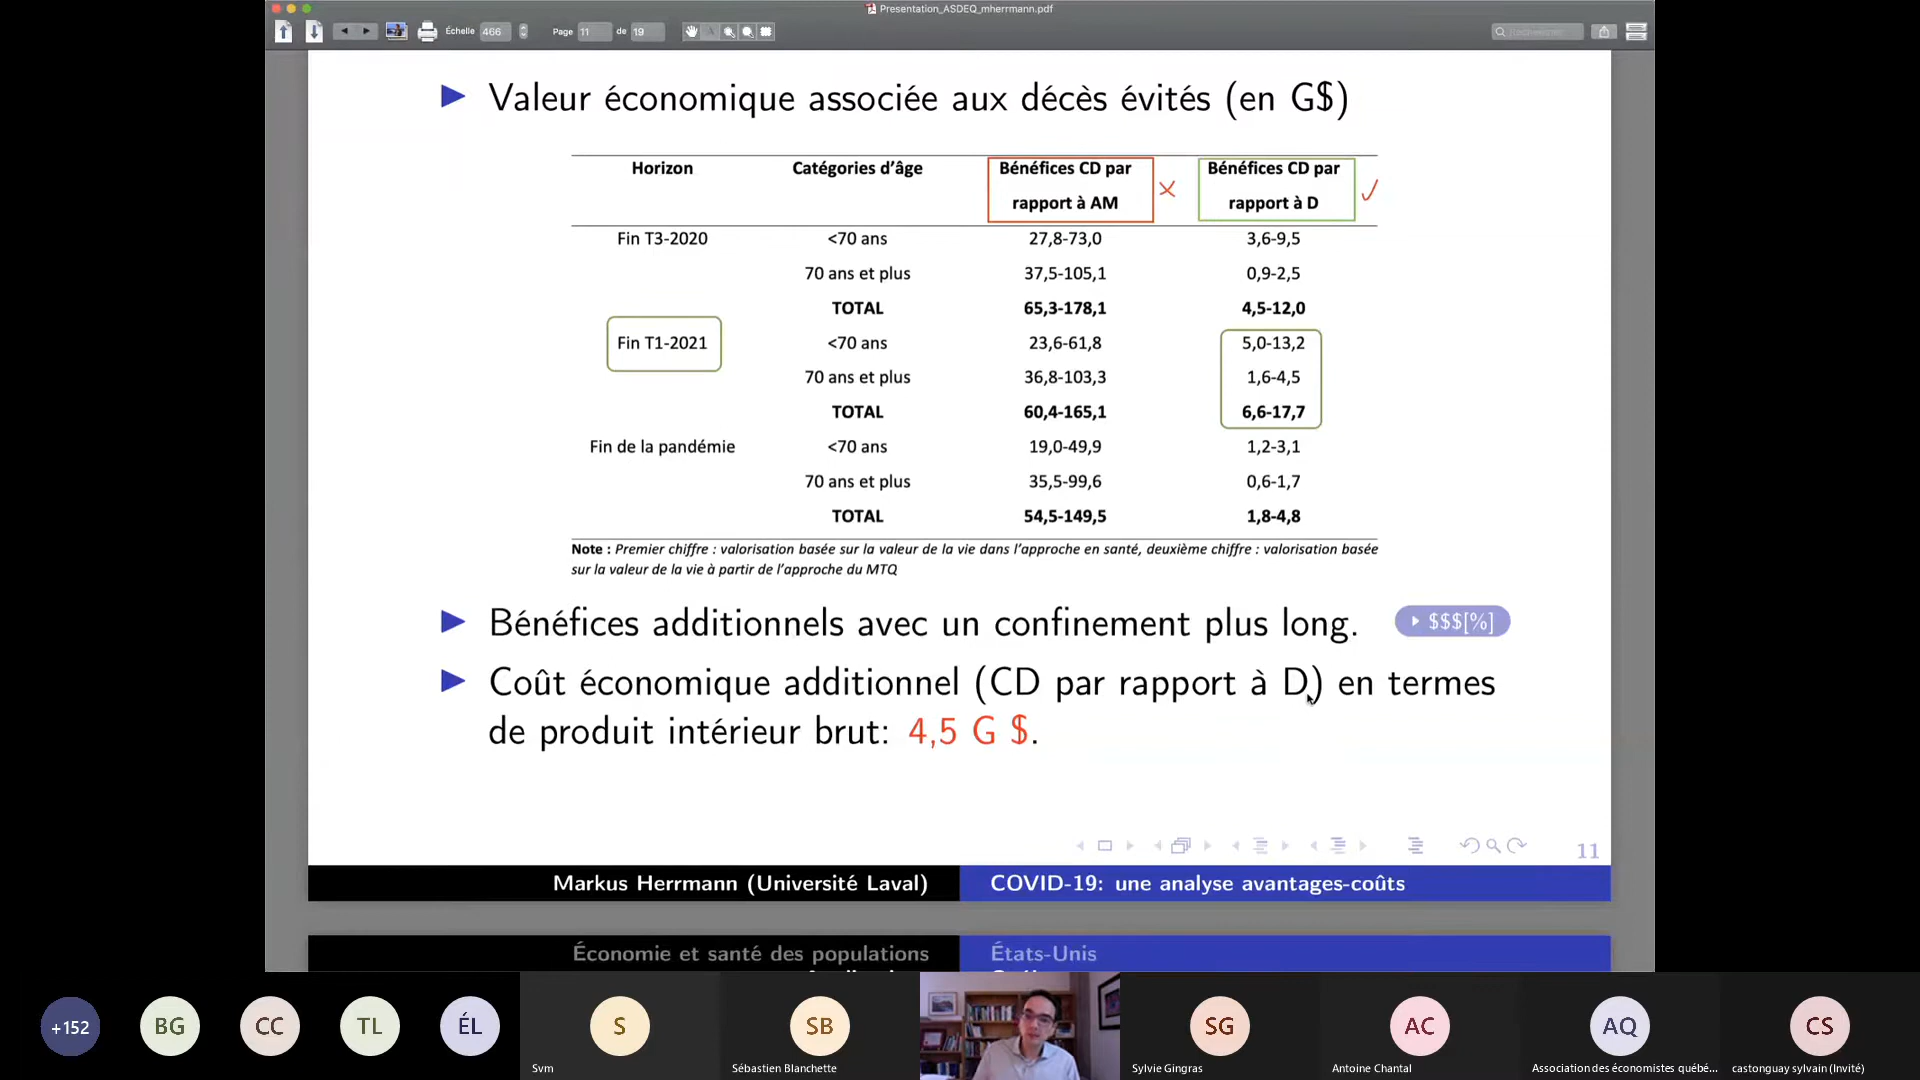 Presentation_ASDEQ_mherrmann.pdf
Échelle 466 Page 11 de 19
Valeur économique associée aux décès évités (en G$)
Horizon Catégories d'âge Bénéfices CD par rapport à AM Bénéfices CD par rapport à D
Fin T3-2020 <70 ans 27,8-73,0 3,6-9,5
70 ans et plus 37,5-105,1 0,9-2,5
TOTAL 65,3-178,1 4,5-12,0
Fin T1-2021 <70 ans 23,6-61,8 5,0-13,2
70 ans et plus 36,8-103,3 1,6-4,5
TOTAL 60,4-165,1 6,6-17,7
Fin de la pandémie <70 ans 19,0-49,9 1,2-3,1
70 ans et plus 35,5-99,6 0,6-1,7
TOTAL 54,5-149,5 1,8-4,8
Note : Premier chiffre : valorisation basée sur la valeur de la vie dans l'approche en santé, deuxième chiffre : valorisation basée
sur la valeur de la vie à partir de l'approche du MTQ
Bénéfices additionnels avec un confinement plus long. $$$[%]
Coût économique additionnel (CD par rapport à D) en termes
de produit intérieur brut: 4,5 G $.
11
Markus Herrmann (Université Laval) COVID-19: une analyse avantages-coûts
Économie et santé des populations États-Unis
+152 BG CC TL ÉL S SB SG AC AQ CS
Svm Sébastien Blanchette Sylvie Gingras Antoine Chantal Association des économistes québé... castonguay sylvain (Invité)